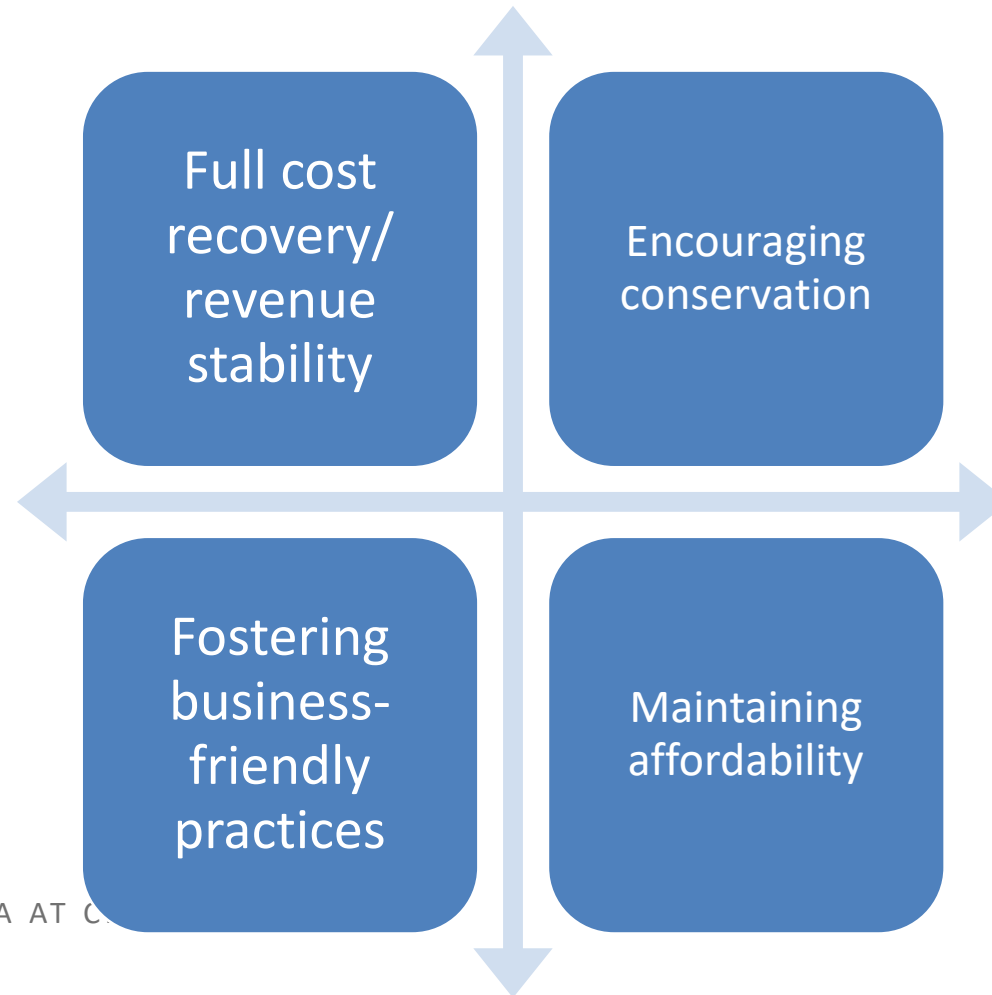 Full cost
recovery/
revenue
stability
Encouraging
conservation
Fostering
business-
friendly
practices
Maintaining
affordability
A AT